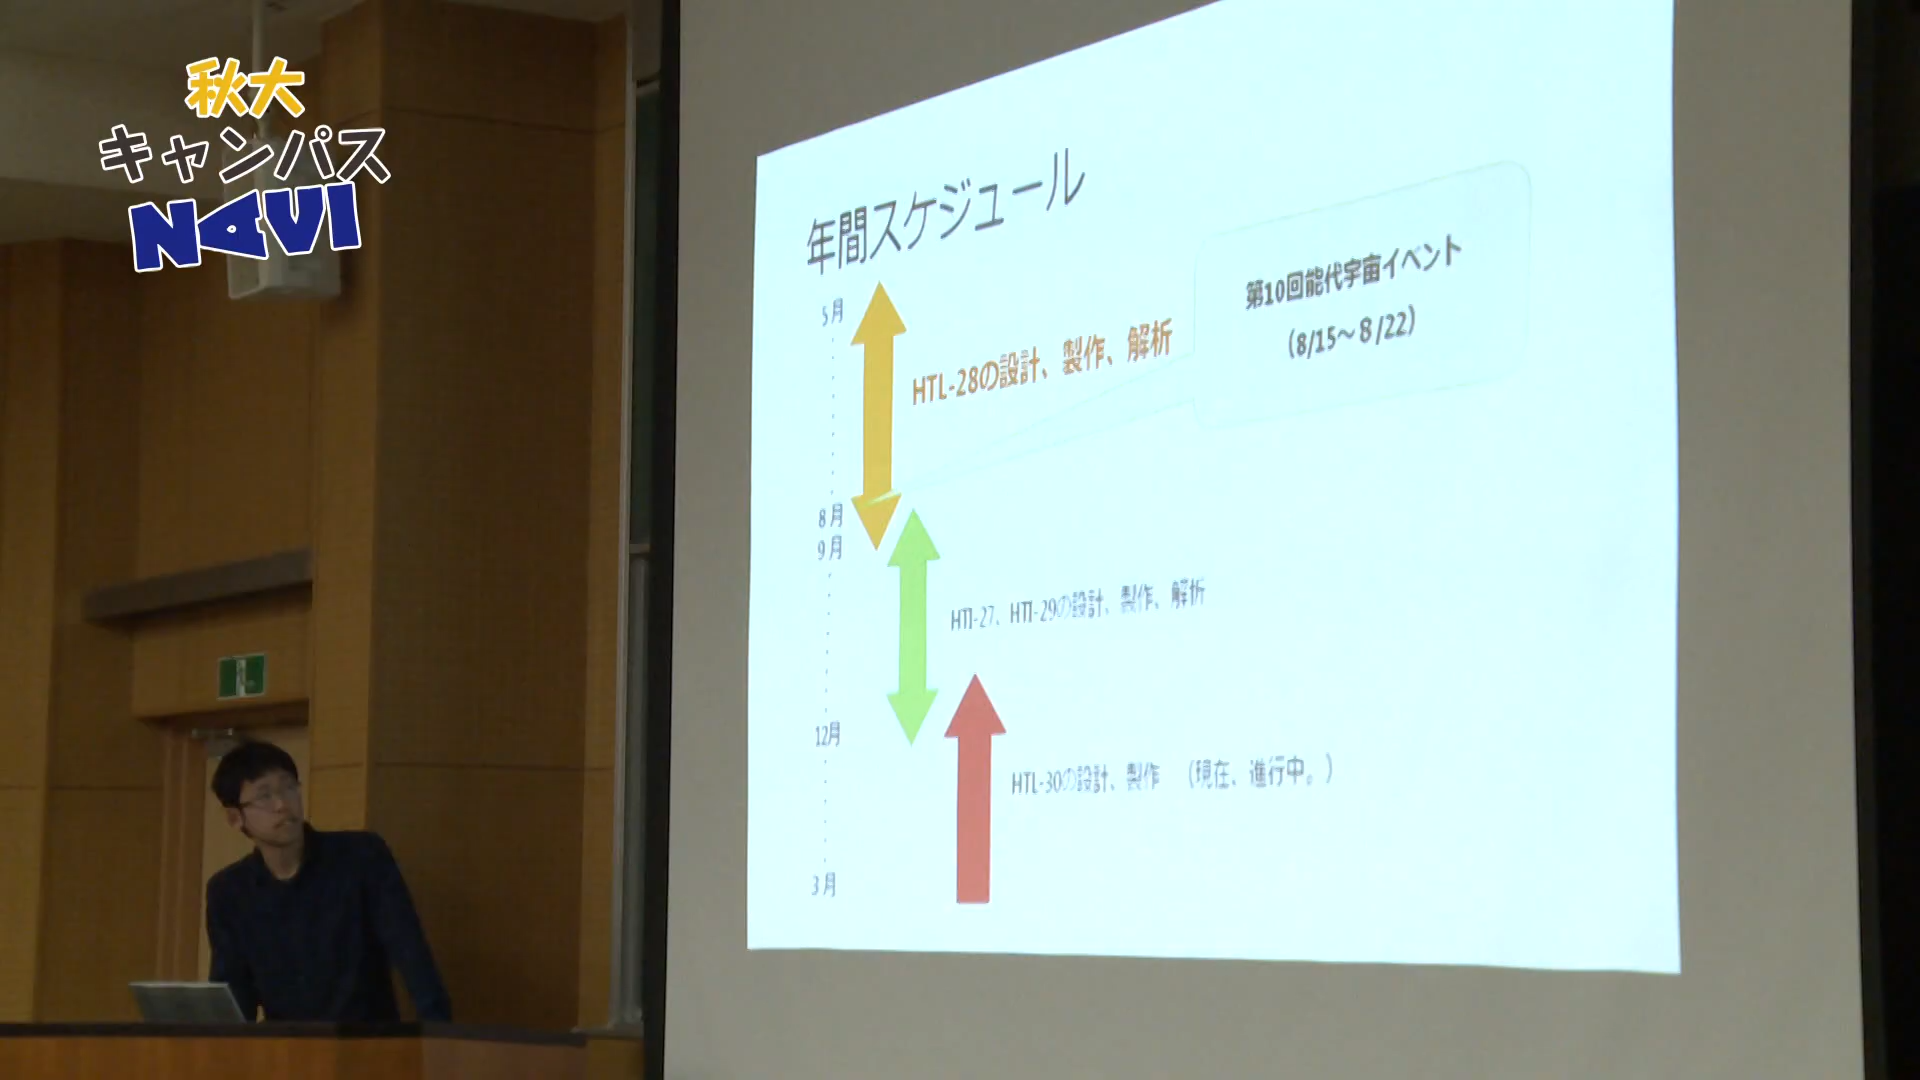 秋大
キャンパス
NAVI
年間スケジュール
第10回能代宇宙イベント
(8/15～8/22)
5月
HTL-28の設計、製作、解析
8月
9月
HTL-27、HTL-29の設計、製作、解析
12月
HTL-30の設計、製作　（現在、進行中。）
3月